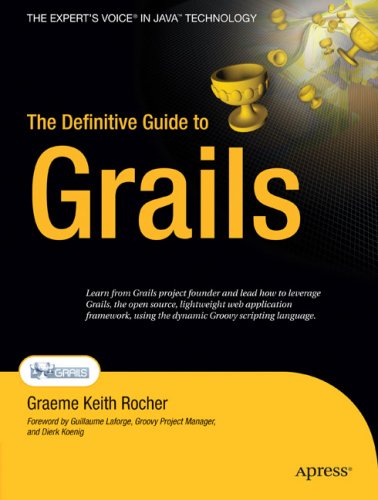 THE EXPERT'S VOICE® IN JAVA™ TECHNOLOGY
The Definitive Guide to
Grails
Learn from Grails project founder and lead how to leverage
Grails, the open source, lightweight web application
framework, using the dynamic Groovy scripting language.
GRAILS
Graeme Keith Rocher
Foreword by Guillaume Laforge, Groovy Project Manager,
and Dierk Koenig
Apress®